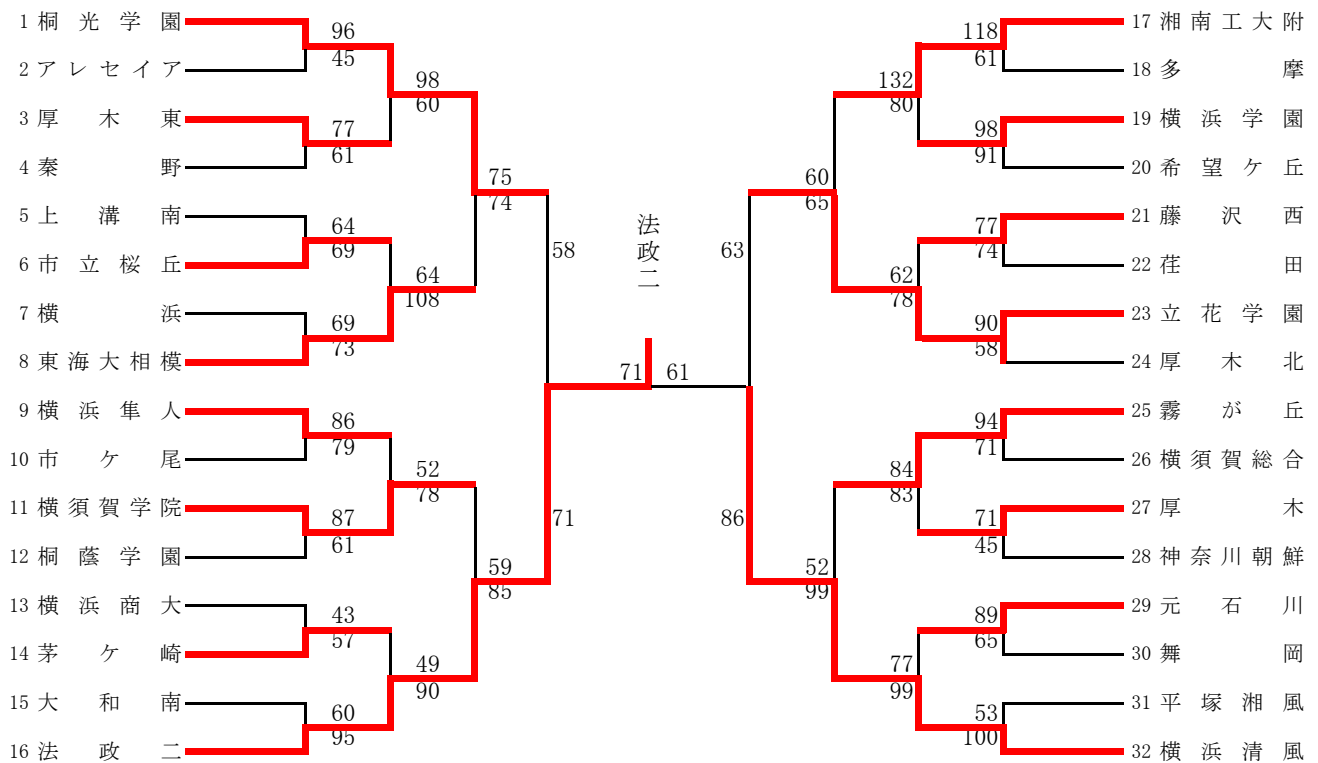 1 桐光学園
96
45
2 アレセイア
98
60
3 厚木東
77
61
4 秦野
75
74
5 上溝南
64
69
6 市立桜丘
64
108
7 横浜
69
73
8 東海大相模
58
9 横浜隼人
86
79
10 市ケ尾
52
78
11 横須賀学院
87
61
12 桐蔭学園
71
59
85
13 横浜商大
43
57
14 茅ケ崎
49
90
15 大和南
60
95
16 法政二
法政二
71 61
17 湘南工大附
118
61
18 多摩
132
80
19 横浜学園
98
91
20 希望ケ丘
60
65
21 藤沢西
77
74
22 荏田
62
78
23 立花学園
90
58
24 厚木北
63
25 霧が丘
94
71
26 横須賀総合
84
83
27 厚木
71
45
28 神奈川朝鮮
86
52
99
29 元石川
89
65
30 舞岡
77
99
31 平塚湘風
53
100
32 横浜清風